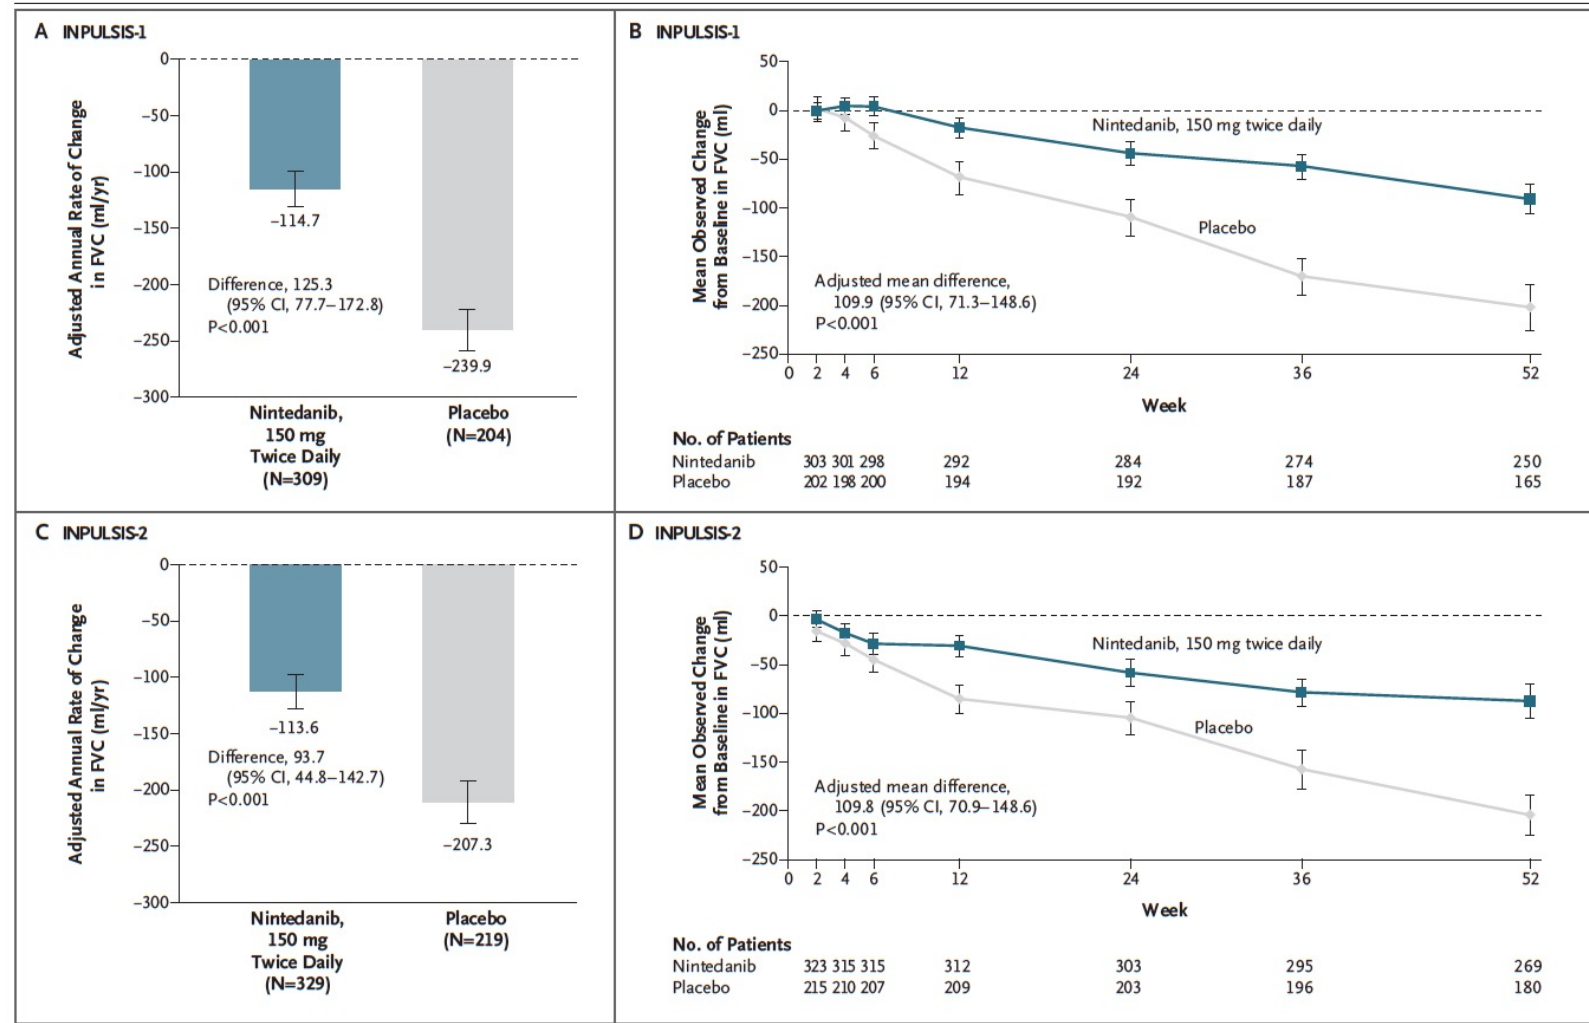 A INPULSIS-1
0
−50
−100
−150
−200
−250
−300
Adjusted Annual Rate of Change
in FVC (ml/yr)
−114.7
−239.9
Difference, 125.3
(95% CI, 77.7–172.8)
P<0.001
Nintedanib,
150 mg
Twice Daily
(N=309)
Placebo
(N=204)
B INPULSIS-1
50
0
−50
−100
−150
−200
−250
Mean Observed Change
from Baseline in FVC (ml)
Nintedanib, 150 mg twice daily
Placebo
Adjusted mean difference,
109.9 (95% CI, 71.3–148.6)
P<0.001
0 2 4 6 12 24 36 52
Week
No. of Patients
Nintedanib 303 301 298 292 284 274 250
Placebo 202 198 200 194 192 187 165
C INPULSIS-2
0
−50
−100
−150
−200
−250
−300
Adjusted Annual Rate of Change
in FVC (ml/yr)
−113.6
−207.3
Difference, 93.7
(95% CI, 44.8–142.7)
P<0.001
Nintedanib,
150 mg
Twice Daily
(N=329)
Placebo
(N=219)
D INPULSIS-2
50
0
−50
−100
−150
−200
−250
Mean Observed Change
from Baseline in FVC (ml)
Nintedanib, 150 mg twice daily
Placebo
Adjusted mean difference,
109.8 (95% CI, 70.9–148.6)
P<0.001
0 2 4 6 12 24 36 52
Week
No. of Patients
Nintedanib 323 315 315 312 303 295 269
Placebo 215 210 207 209 203 196 180